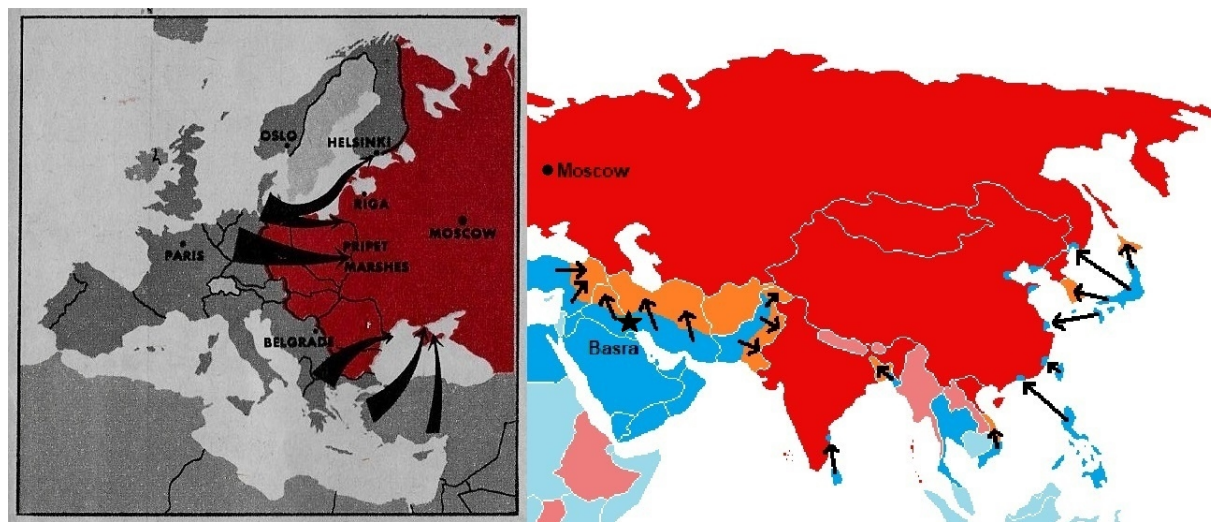 OSLO
HELSINKI
RIGA
MOSCOW
PARIS
PRIPET
MARSHES
BELGRADE
Moscow
Basra